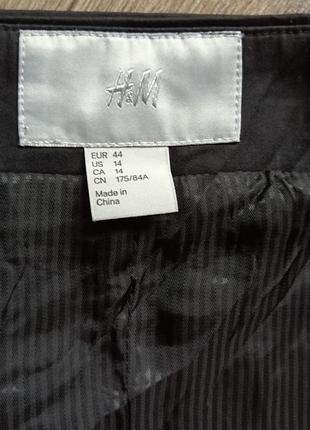 H&M
EUR 44
US 14
CA 14
CN 175/84A
Made in
China